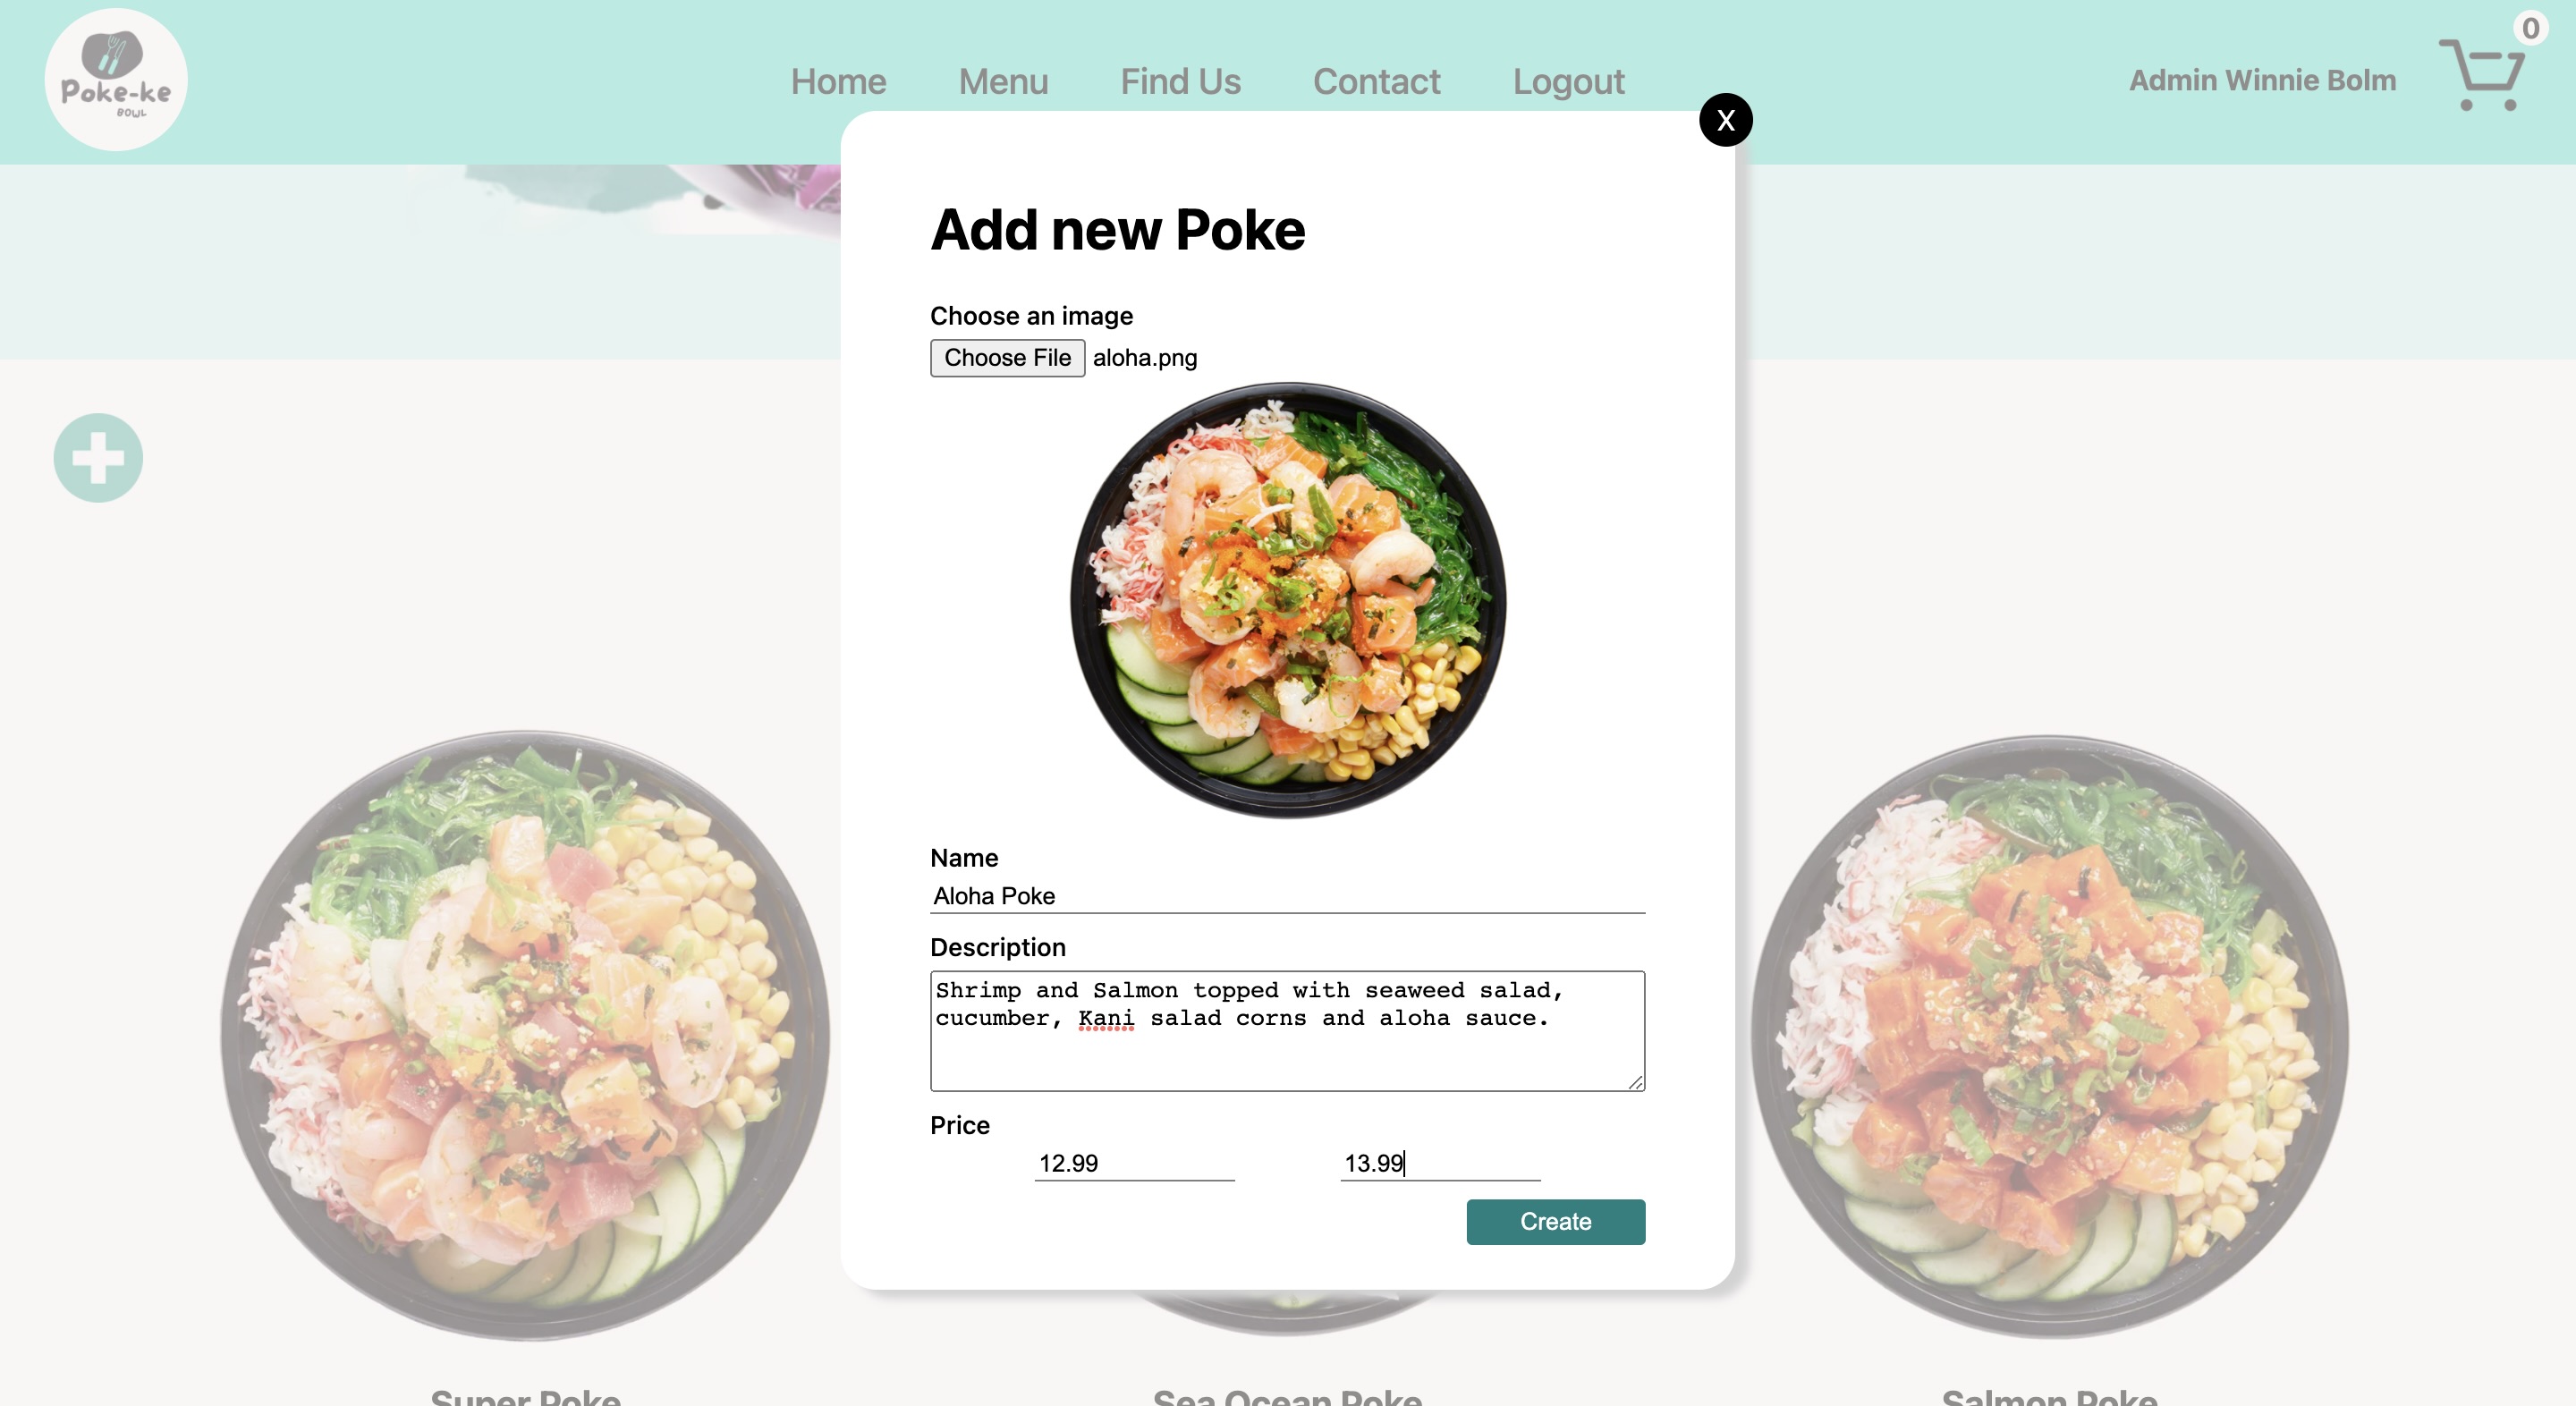 Poke-ke
BOWL
Home Menu Find Us Contact Logout
Admin Winnie Bolm
0
X
Add new Poke
Choose an image
Choose File aloha.png
Name
Aloha Poke
Description
Shrimp and Salmon topped with seaweed salad,
cucumber, Kani salad corns and aloha sauce.
Price
12.99 13.99
Create
Super Poke Sea Ocean Poke Salmon Poke